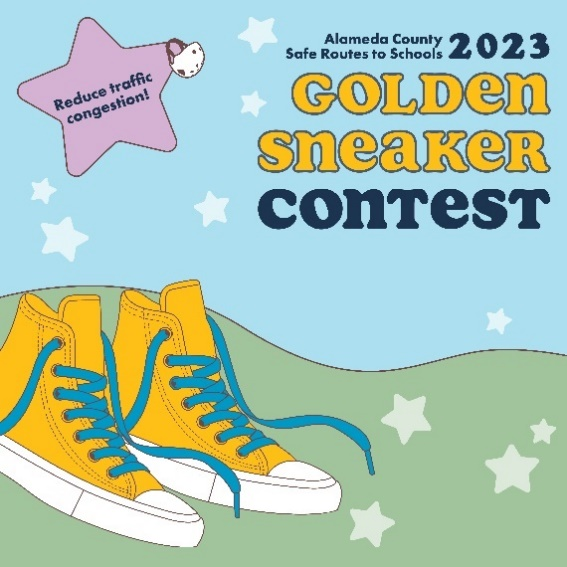 Reduce traffic
congestion!
Alameda County
Safe Routes to Schools 2023
GOLDen
sneaker
contest